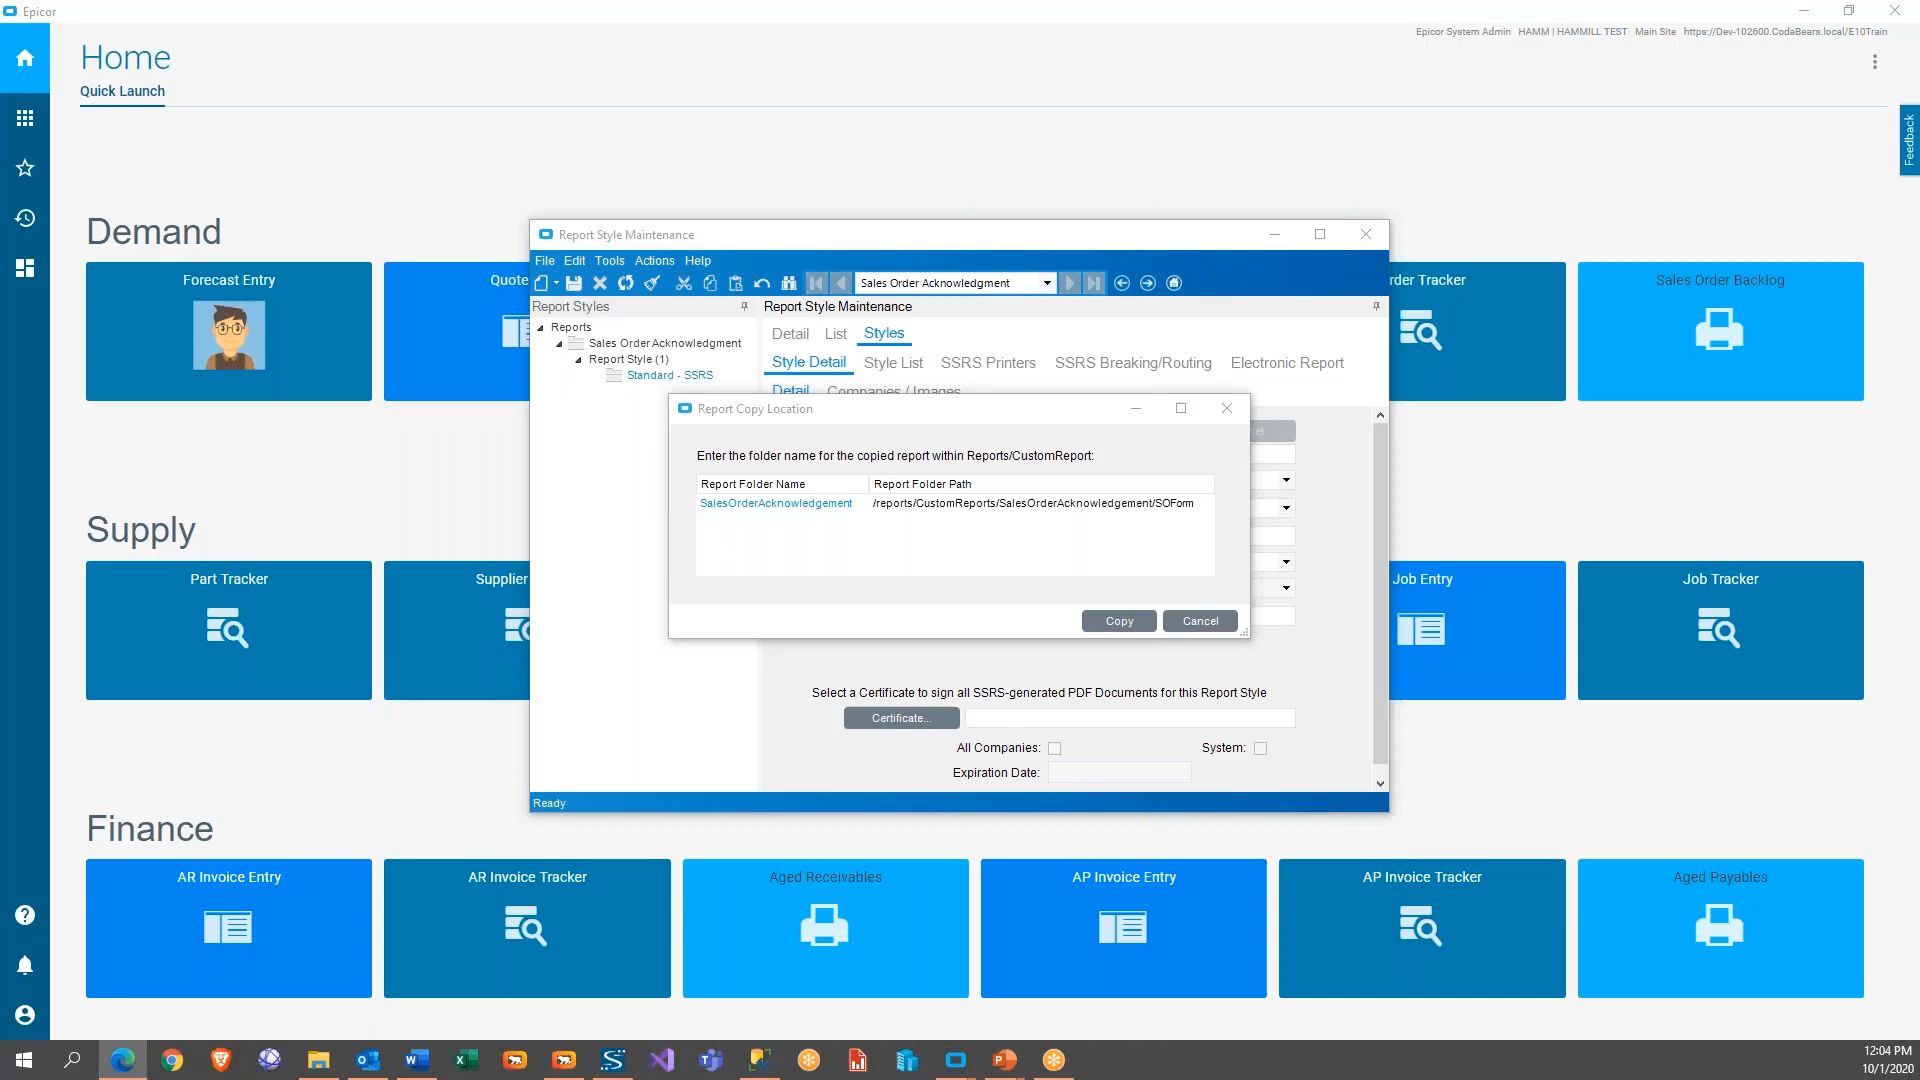 Epicor
Epicor System Admin HAMM | HAMMILL TEST Main Site https://Dev-102600.CodaBears.local/E10Train
Home
Quick Launch
Feedback
Demand
Forecast Entry
Quote
rder Tracker
Sales Order Backlog
Report Style Maintenance
File Edit Tools Actions Help
Sales Order Acknowledgment
Report Styles
Reports
Sales Order Acknowledgment
Report Style (1)
Standard - SSRS
Report Style Maintenance
Detail List Styles
Style Detail Style List SSRS Printers SSRS Breaking/Routing Electronic Report
Detail Companies / Images
Report Copy Location
Enter the folder name for the copied report within Reports/CustomReport:
Report Folder Name Report Folder Path
SalesOrderAcknowledgement /reports/CustomReports/SalesOrderAcknowledgement/SOForm
Copy Cancel
Select a Certificate to sign all SSRS-generated PDF Documents for this Report Style
Certificate...
All Companies: System:
Expiration Date:
Ready
Supply
Part Tracker
Supplier
Job Entry
Job Tracker
Finance
AR Invoice Entry
AR Invoice Tracker
Aged Receivables
AP Invoice Entry
AP Invoice Tracker
Aged Payables
12:04 PM
10/1/2020